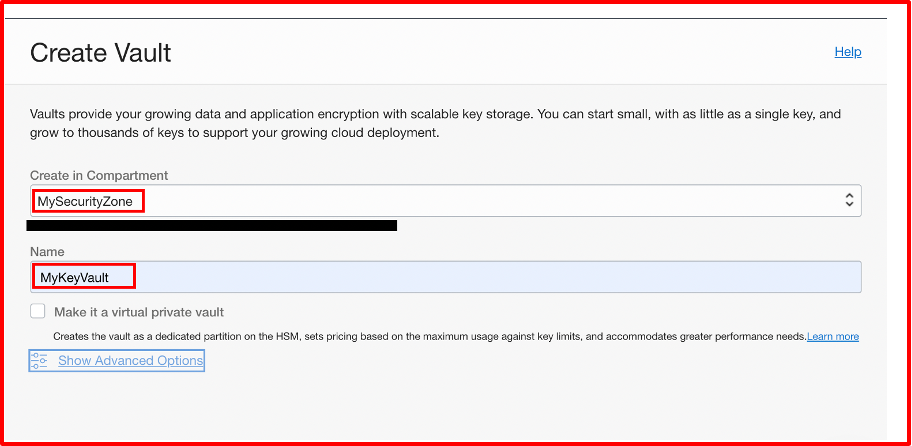 Create Vault
Help
Vaults provide your growing data and application encryption with scalable key storage. You can start small, with as little as a single key, and
grow to thousands of keys to support your growing cloud deployment.
Create in Compartment
MySecurityZone
Name
MyKeyVault
Make it a virtual private vault
Creates the vault as a dedicated partition on the HSM, sets pricing based on the maximum usage against key limits, and accommodates greater performance needs.Learn more
Show Advanced Options